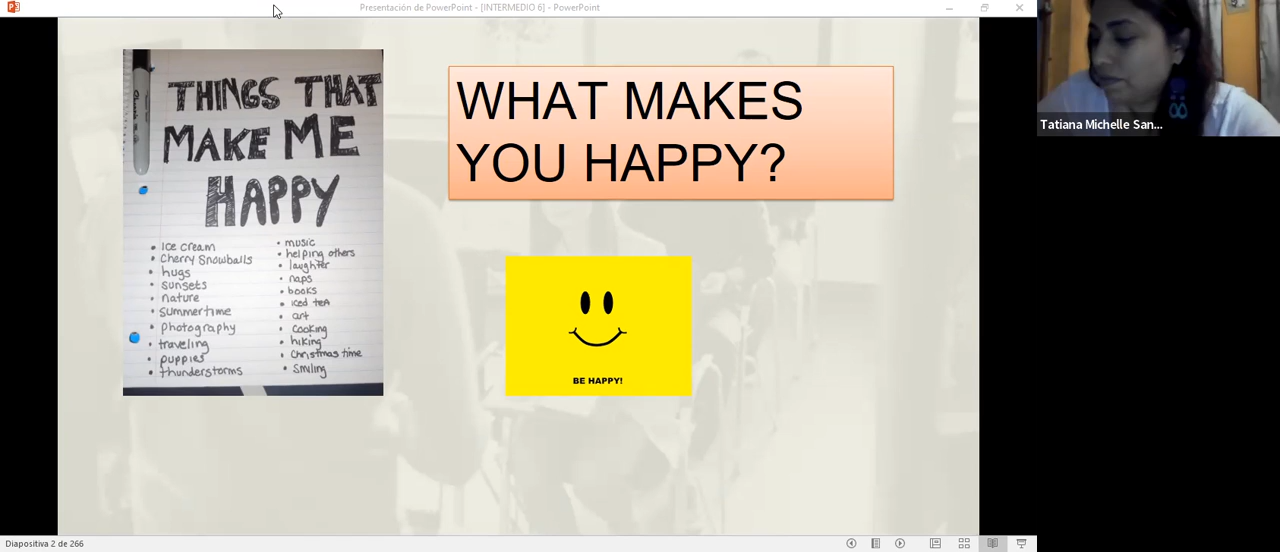 Presentación de PowerPoint - [INTERMEDIO 6] - PowerPoint
THINGS THAT
MAKE ME
HAPPY
• ice cream
• Cherry Snowballs
• hugs
• sunsets
• nature
• summertime
• photography
• traveling
• puppies
• thunderstorms
• music
• helping others
• laughter
• naps
• books
• iced tea
• art
• cooking
• hiking
• Christmas time
• Smiling
WHAT MAKES
YOU HAPPY?
BE HAPPY!
Tatiana Michelle San...
Diapositiva 2 de 266